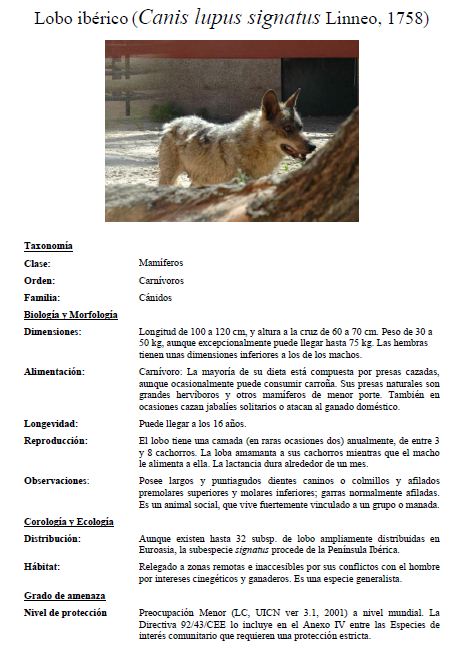 Lobo ibérico (Canis lupus signatus Linneo, 1758)
Taxonomía
Clase: Mamíferos
Orden: Carnívoros
Familia: Cánidos
Biología y Morfología
Dimensiones: Longitud de 100 a 120 cm, y altura a la cruz de 60 a 70 cm. Peso de 30 a
50 kg, aunque excepcionalmente puede llegar hasta 75 kg. Las hembras
tienen unas dimensiones inferiores a los de los machos.
Alimentación: Carnívoro: La mayoría de su dieta está compuesta por presas cazadas,
aunque ocasionalmente puede consumir carroña. Sus presas naturales son
grandes hervíboros y otros mamíferos de menor porte. También en
ocasiones cazan jabalíes solitarios o atacan al ganado doméstico.
Longevidad: Puede llegar a los 16 años.
Reproducción: El lobo tiene una camada (en raras ocasiones dos) anualmente, de entre 3
y 8 cachorros. La loba amamanta a sus cachorros mientras que el macho
le alimenta a ella. La lactancia dura alrededor de un mes.
Observaciones: Posee largos y puntiagudos dientes caninos o colmillos y afilados
premolares superiores y molares inferiores; garras normalmente afiladas.
Es un animal social, que vive fuertemente vinculado a un grupo o manada.
Corología y Ecología
Distribución: Aunque existen hasta 32 subsp. de lobo ampliamente distribuidas en
Euroasia, la subespecie signatus procede de la Península Ibérica.
Hábitat: Relegado a zonas remotas e inaccesibles por sus conflictos con el hombre
por intereses cinegéticos y ganaderos. Es una especie generalista.
Grado de amenaza
Nivel de protección Preocupación Menor (LC, UICN ver 3.1, 2001) a nivel mundial. La
Directiva 92/43/CEE lo incluye en el Anexo IV entre las Especies de
interés comunitario que requieren una protección estricta.